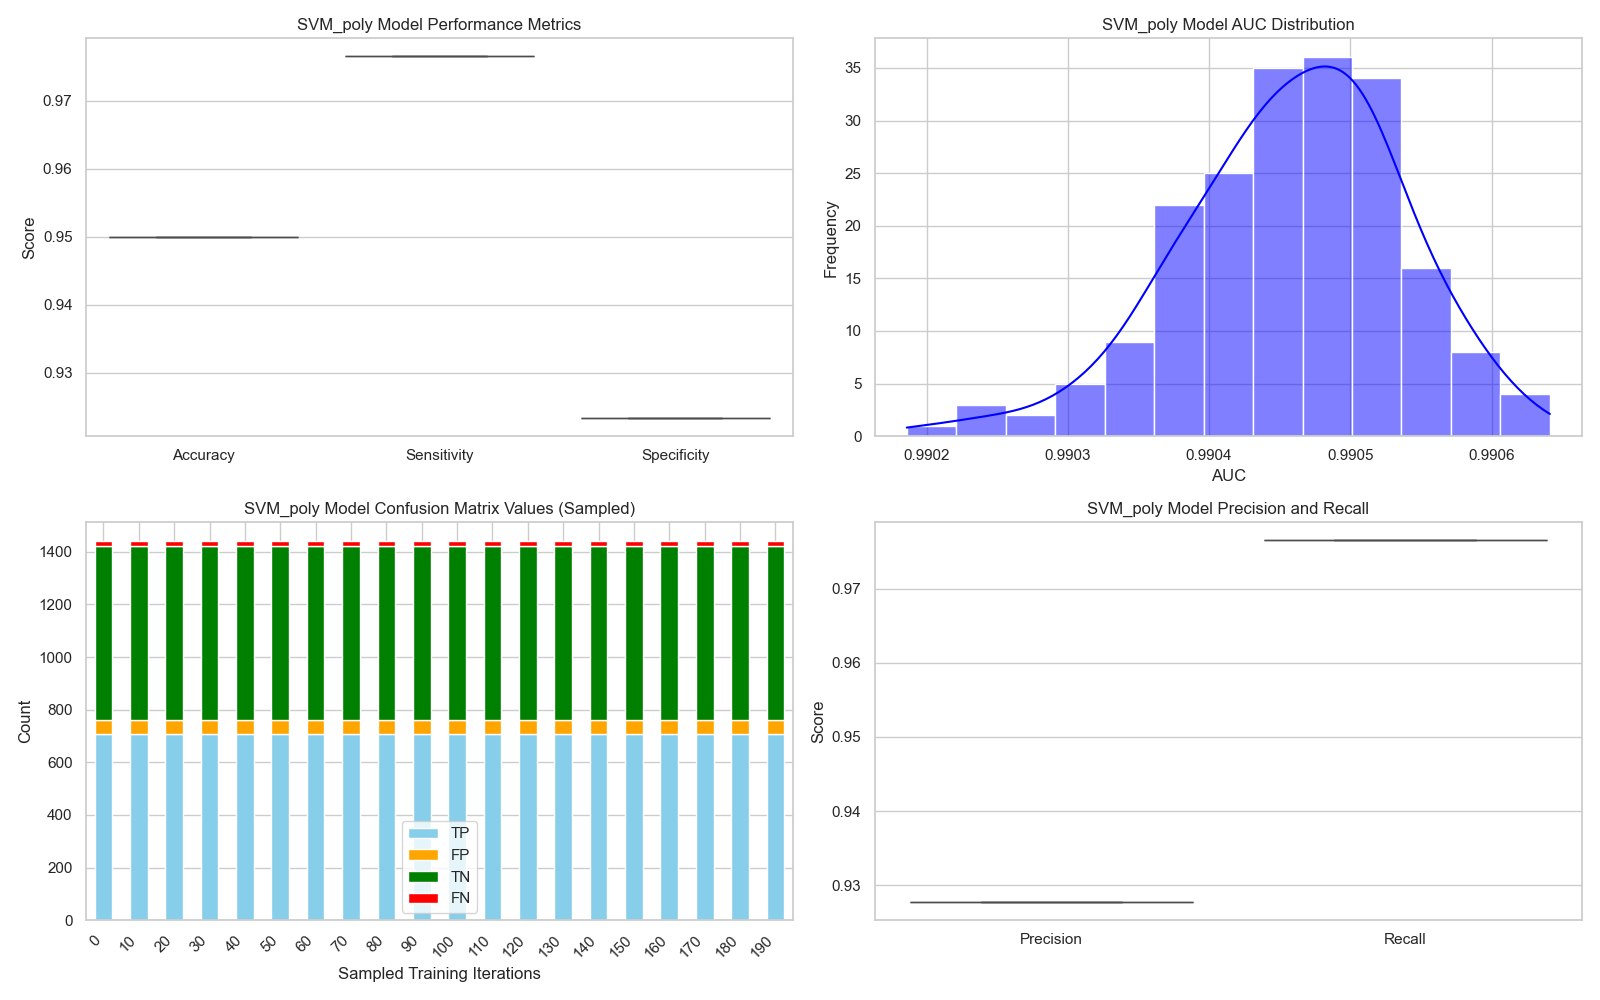 SVM_poly Model Performance Metrics
Score
0.97
0.96
0.95
0.94
0.93
Accuracy Sensitivity Specificity
SVM_poly Model AUC Distribution
Frequency
35
30
25
20
15
10
5
0
0.9902 0.9903 0.9904 0.9905 0.9906
AUC
SVM_poly Model Confusion Matrix Values (Sampled)
Count
1400
1200
1000
800
600
400
200
0
TP
FP
TN
FN
0 10 20 30 40 50 60 70 80 90 100 110 120 130 140 150 160 170 180 190
Sampled Training Iterations
SVM_poly Model Precision and Recall
Score
0.97
0.96
0.95
0.94
0.93
Precision Recall